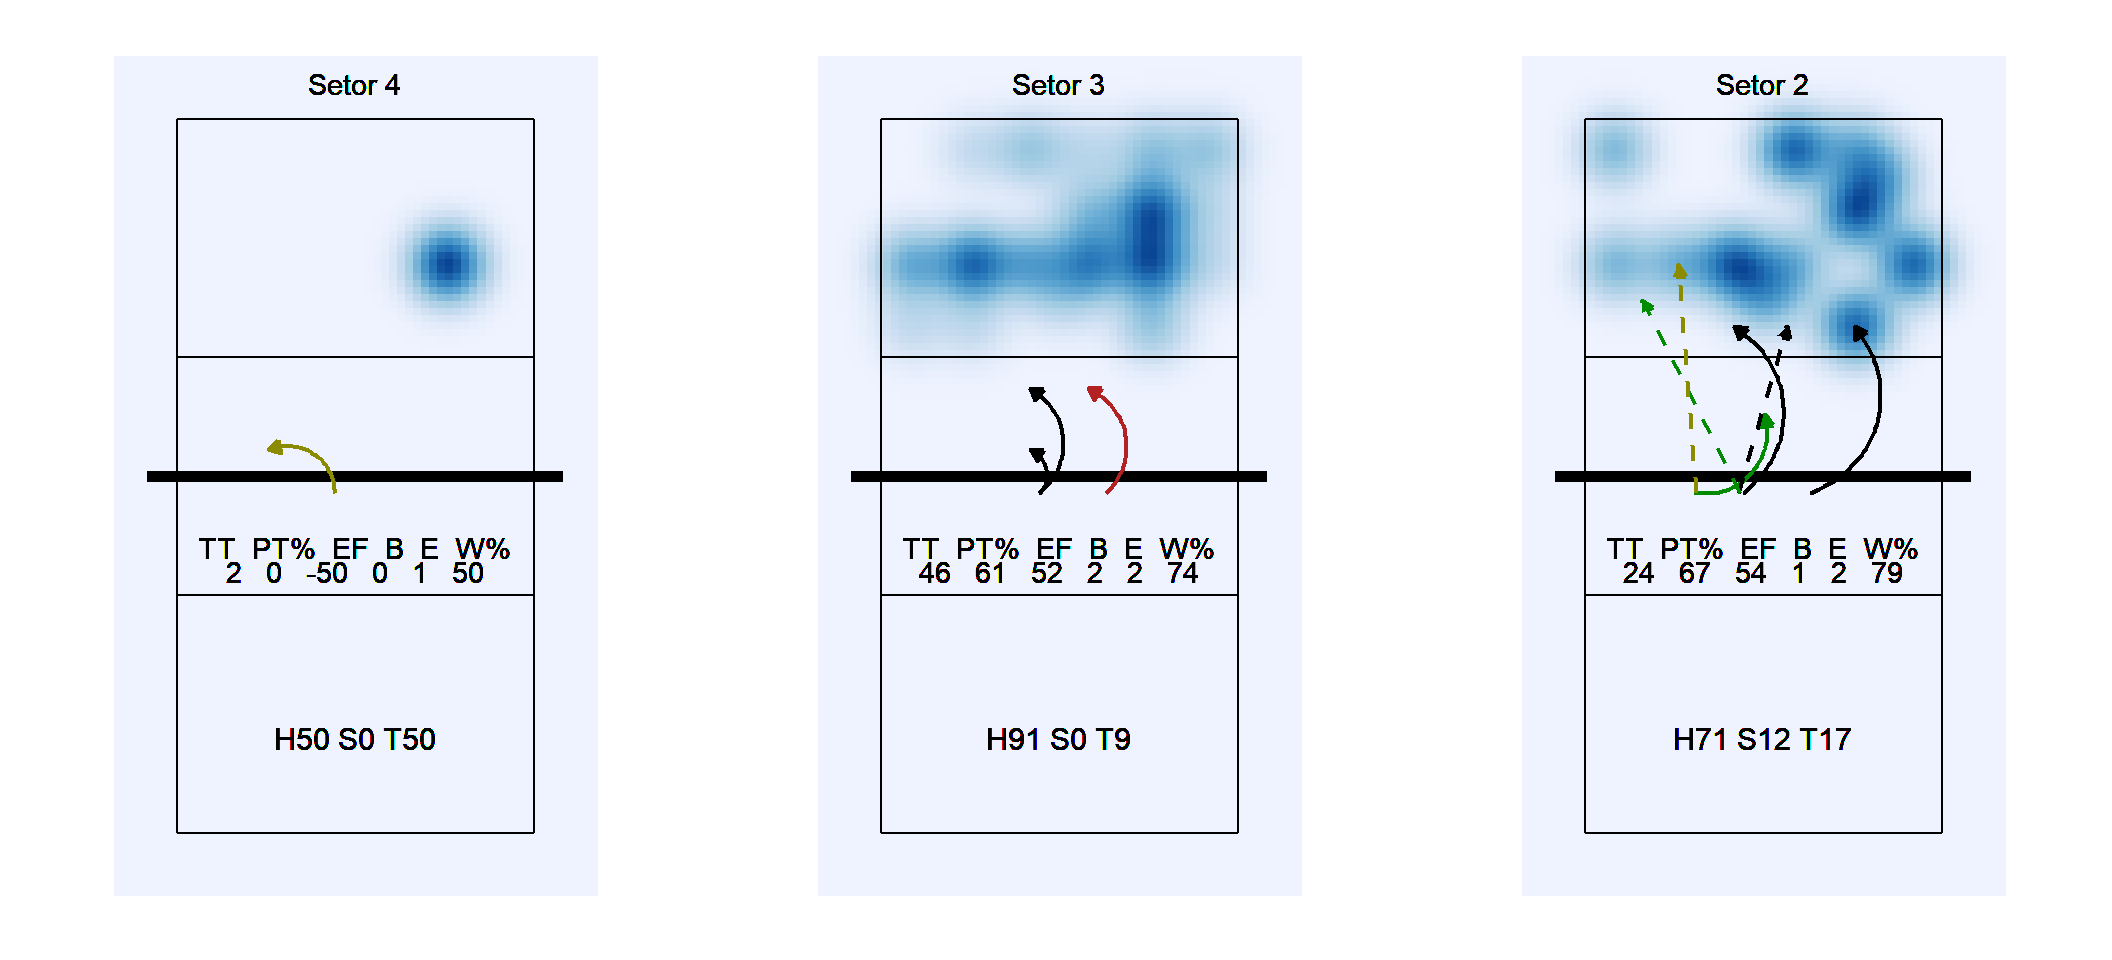 Setor 4
TT PT% EF B E W%
2 0 -50 0 1 50
H50 S0 T50
Setor 3
TT PT% EF B E W%
46 61 52 2 2 74
H91 S0 T9
Setor 2
TT PT% EF B E W%
24 67 54 1 2 79
H71 S12 T17